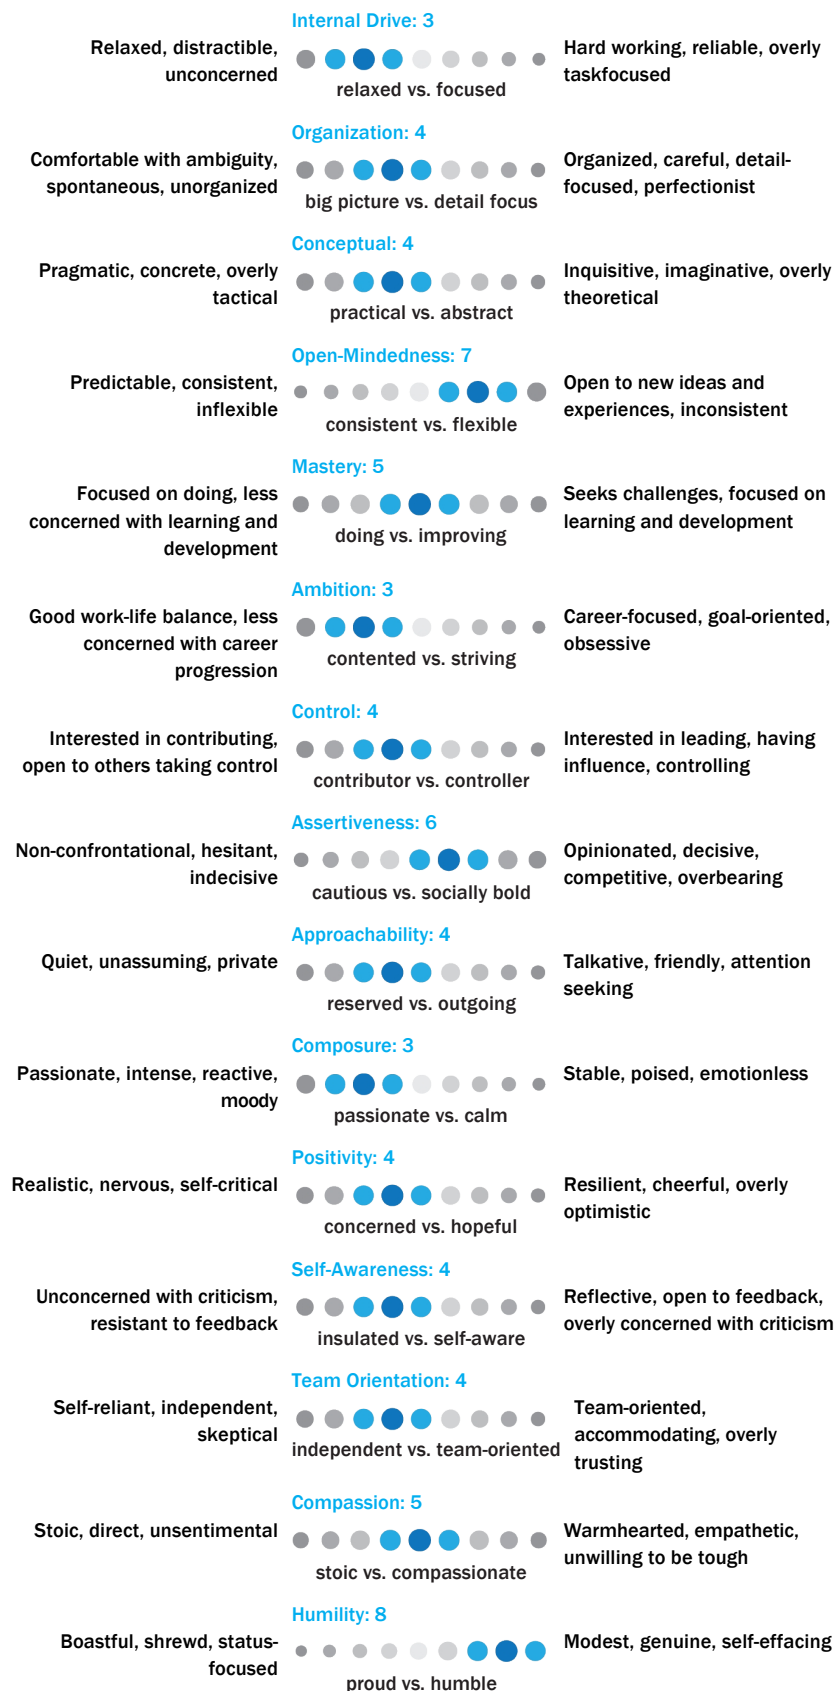 Internal Drive: 3
Relaxed, distractible,
unconcerned
relaxed vs. focused
Hard working, reliable, overly
taskfocused
Organization: 4
Comfortable with ambiguity,
spontaneous, unorganized
big picture vs. detail focus
Organized, careful, detail-
focused, perfectionist
Conceptual: 4
Pragmatic, concrete, overly
tactical
practical vs. abstract
Inquisitive, imaginative, overly
theoretical
Open-Mindedness: 7
Predictable, consistent,
inflexible
consistent vs. flexible
Open to new ideas and
experiences, inconsistent
Mastery: 5
Focused on doing, less
concerned with learning and
development
doing vs. improving
Seeks challenges, focused on
learning and development
Ambition: 3
Good work-life balance, less
concerned with career
progression
contented vs. striving
Career-focused, goal-oriented,
obsessive
Control: 4
Interested in contributing,
open to others taking control
contributor vs. controller
Interested in leading, having
influence, controlling
Assertiveness: 6
Non-confrontational, hesitant,
indecisive
cautious vs. socially bold
Opinionated, decisive,
competitive, overbearing
Approachability: 4
Quiet, unassuming, private
reserved vs. outgoing
Talkative, friendly, attention
seeking
Composure: 3
Passionate, intense, reactive,
moody
passionate vs. calm
Stable, poised, emotionless
Positivity: 4
Realistic, nervous, self-critical
concerned vs. hopeful
Resilient, cheerful, overly
optimistic
Self-Awareness: 4
Unconcerned with criticism,
resistant to feedback
insulated vs. self-aware
Reflective, open to feedback,
overly concerned with criticism
Team Orientation: 4
Self-reliant, independent,
skeptical
independent vs. team-oriented
Team-oriented,
accommodating, overly
trusting
Compassion: 5
Stoic, direct, unsentimental
stoic vs. compassionate
Warmhearted, empathetic,
unwilling to be tough
Humility: 8
Boastful, shrewd, status-
focused
proud vs. humble
Modest, genuine, self-effacing